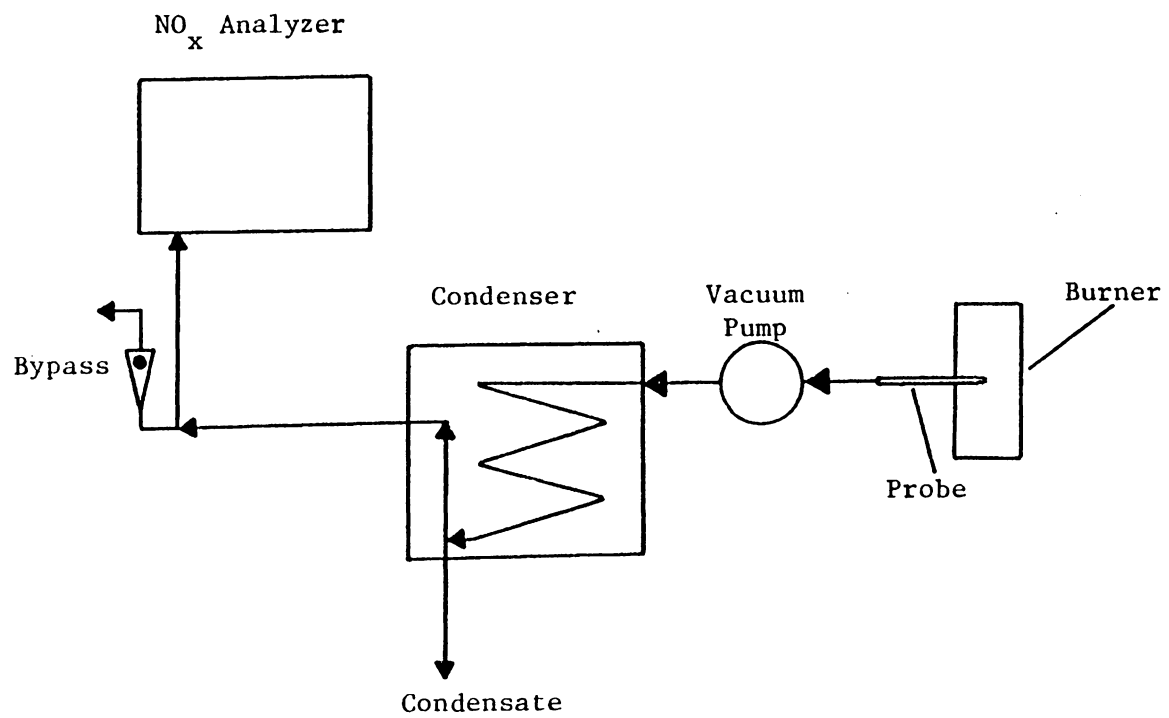 NOx Analyzer
Condenser
Vacuum
Pump
Burner
Bypass
Probe
Condensate